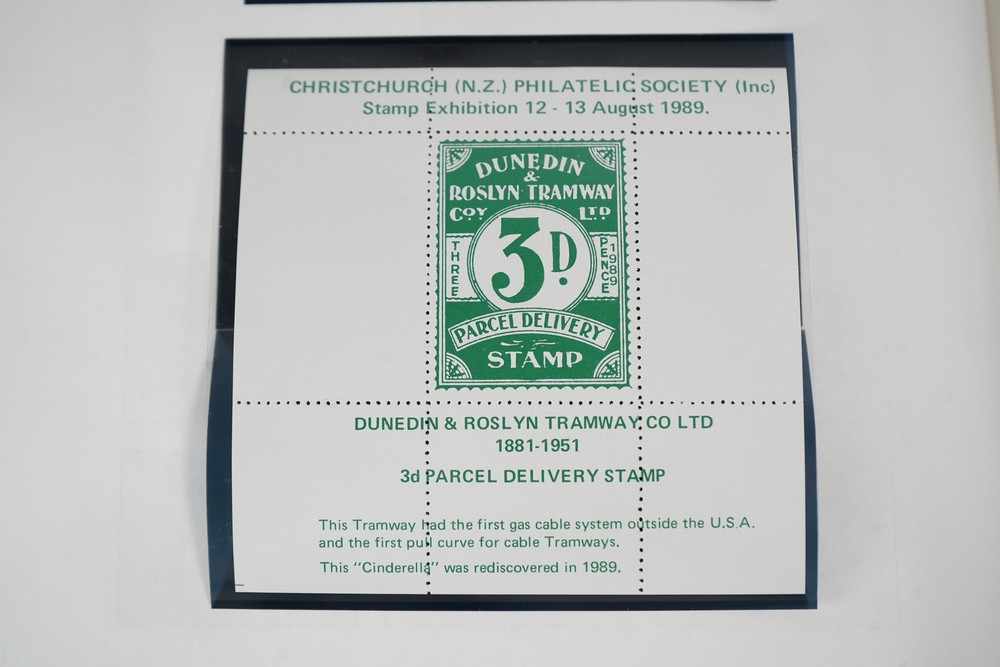 CHRISTCHURCH (N.Z.) PHILATELIC SOCIETY (Inc)
Stamp Exhibition 12 - 13 August 1989.
DUNEDIN
&
ROSLYN TRAMWAY
COY LTD
THREE
3D.
PENCE
1989
PARCEL DELIVERY
STAMP
DUNEDIN & ROSLYN TRAMWAY CO LTD
1881-1951
3d PARCEL DELIVERY STAMP
This Tramway had the first gas cable system outside the U.S.A.
and the first pull curve for cable Tramways.
This "Cinderella" was rediscovered in 1989.